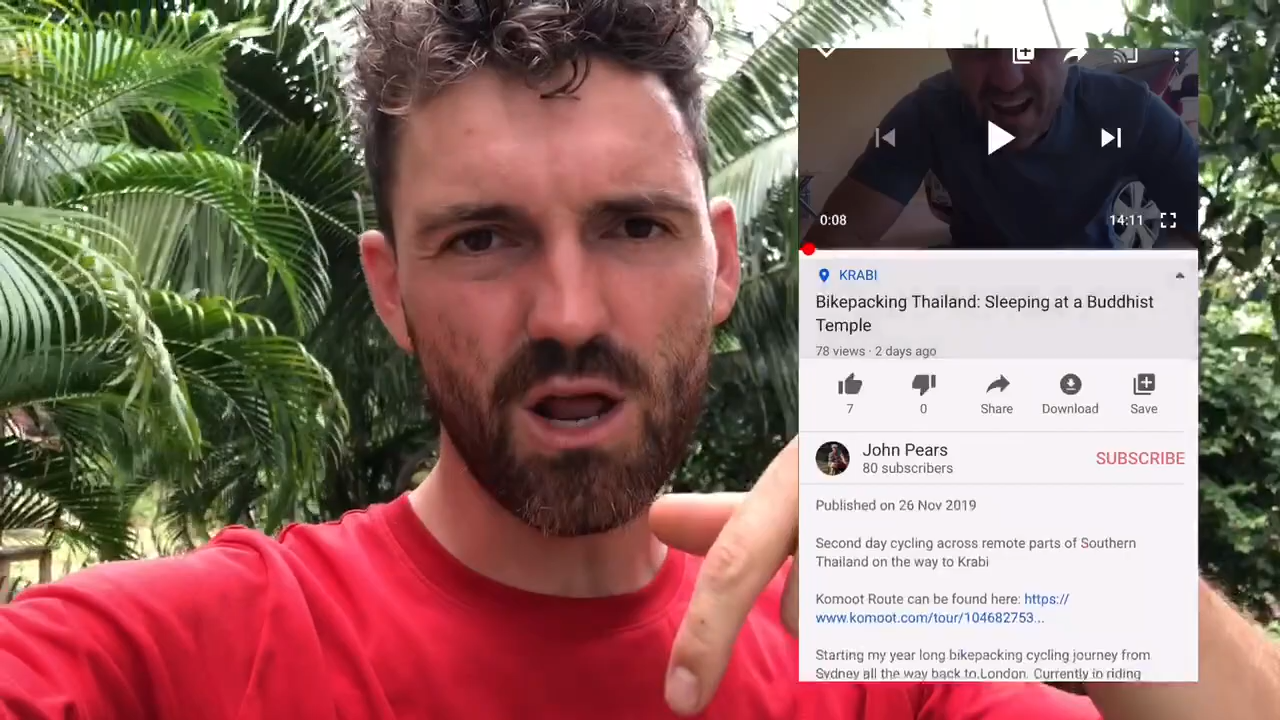 0:08
14:11
KRABI
Bikepacking Thailand: Sleeping at a Buddhist
Temple
78 views · 2 days ago
7
0
Share
Download
Save
John Pears
80 subscribers
SUBSCRIBE
Published on 26 Nov 2019
Second day cycling across remote parts of Southern
Thailand on the way to Krabi
Komoot Route can be found here: https://
www.komoot.com/tour/104682753...
Starting my year long bikepacking cycling journey from
Sydney all the way back to London. Currently in riding